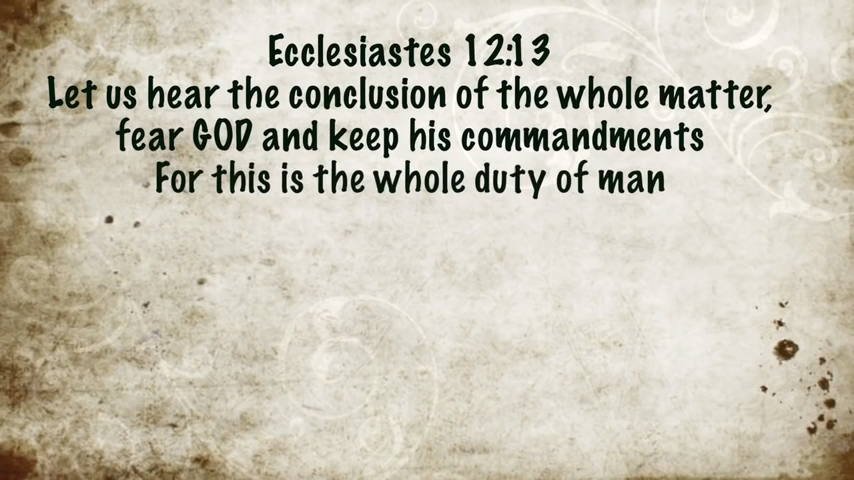 Ecclesiastes 12:13
Let us hear the conclusion of the whole matter,
fear GOD and keep his commandments
For this is the whole duty of man